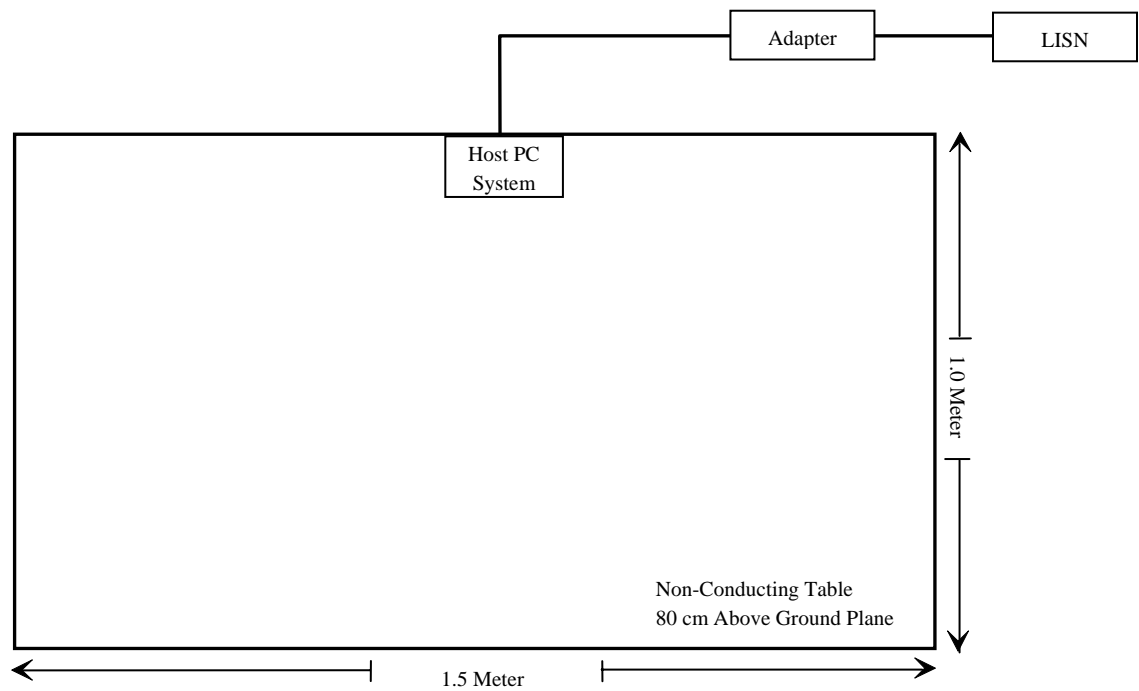 Adapter
LISN
Host PC
System
1.0 Meter
Non-Conducting Table
80 cm Above Ground Plane
1.5 Meter